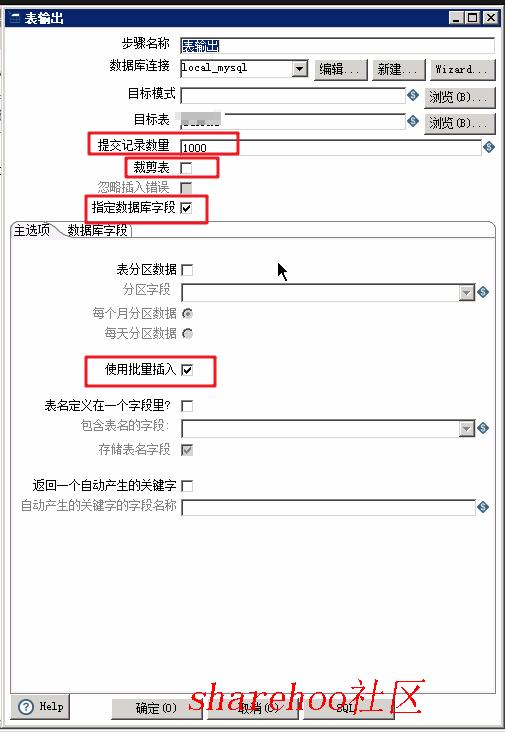 表输出
步骤名称 表输出
数据库连接 local_mysql 编辑... 新建... Wizard...
目标模式 浏览(B)...
目标表 浏览(B)...
提交记录数量 1000
裁剪表
忽略插入错误
指定数据库字段
主选项 数据库字段
表分区数据
分区字段
每个月分区数据
每天分区数据
使用批量插入
表名定义在一个字段里?
包含表名的字段:
存储表名字段
返回一个自动产生的关键字
自动产生的关键字的字段名称
Help 确定(O) 取消(C) SQL
sharehoo社区